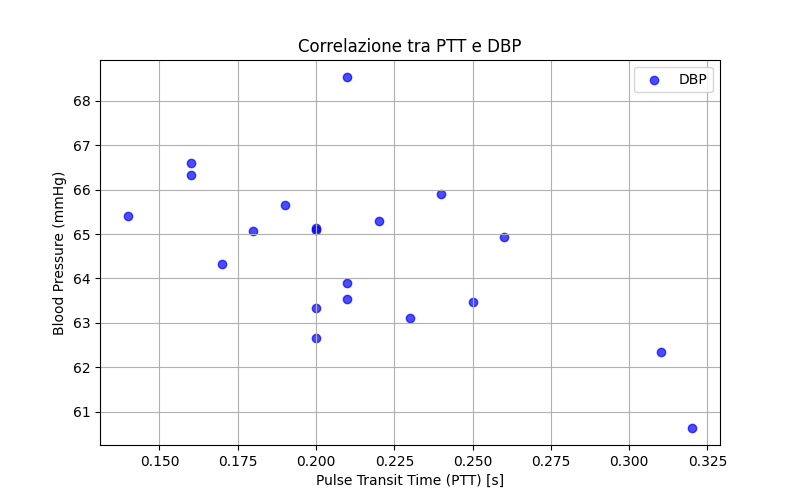 Correlazione tra PTT e DBP
DBP
Blood Pressure (mmHg)
68
67
66
65
64
63
62
61
0.150 0.175 0.200 0.225 0.250 0.275 0.300 0.325
Pulse Transit Time (PTT) [s]